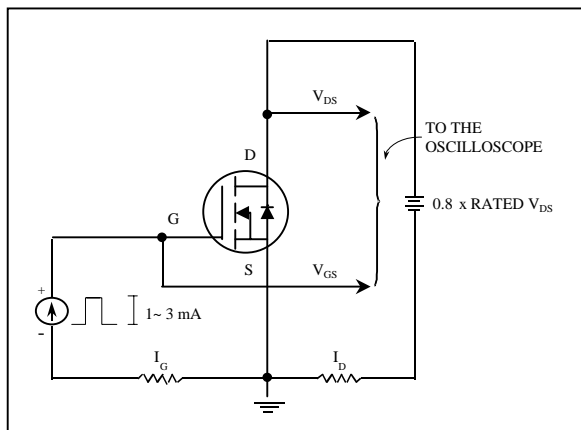 V_DS
TO THE
OSCILLOSCOPE
D
0.8 x RATED V_DS
G
S
V_GS
+
1~ 3 mA
-
I_G
I_D